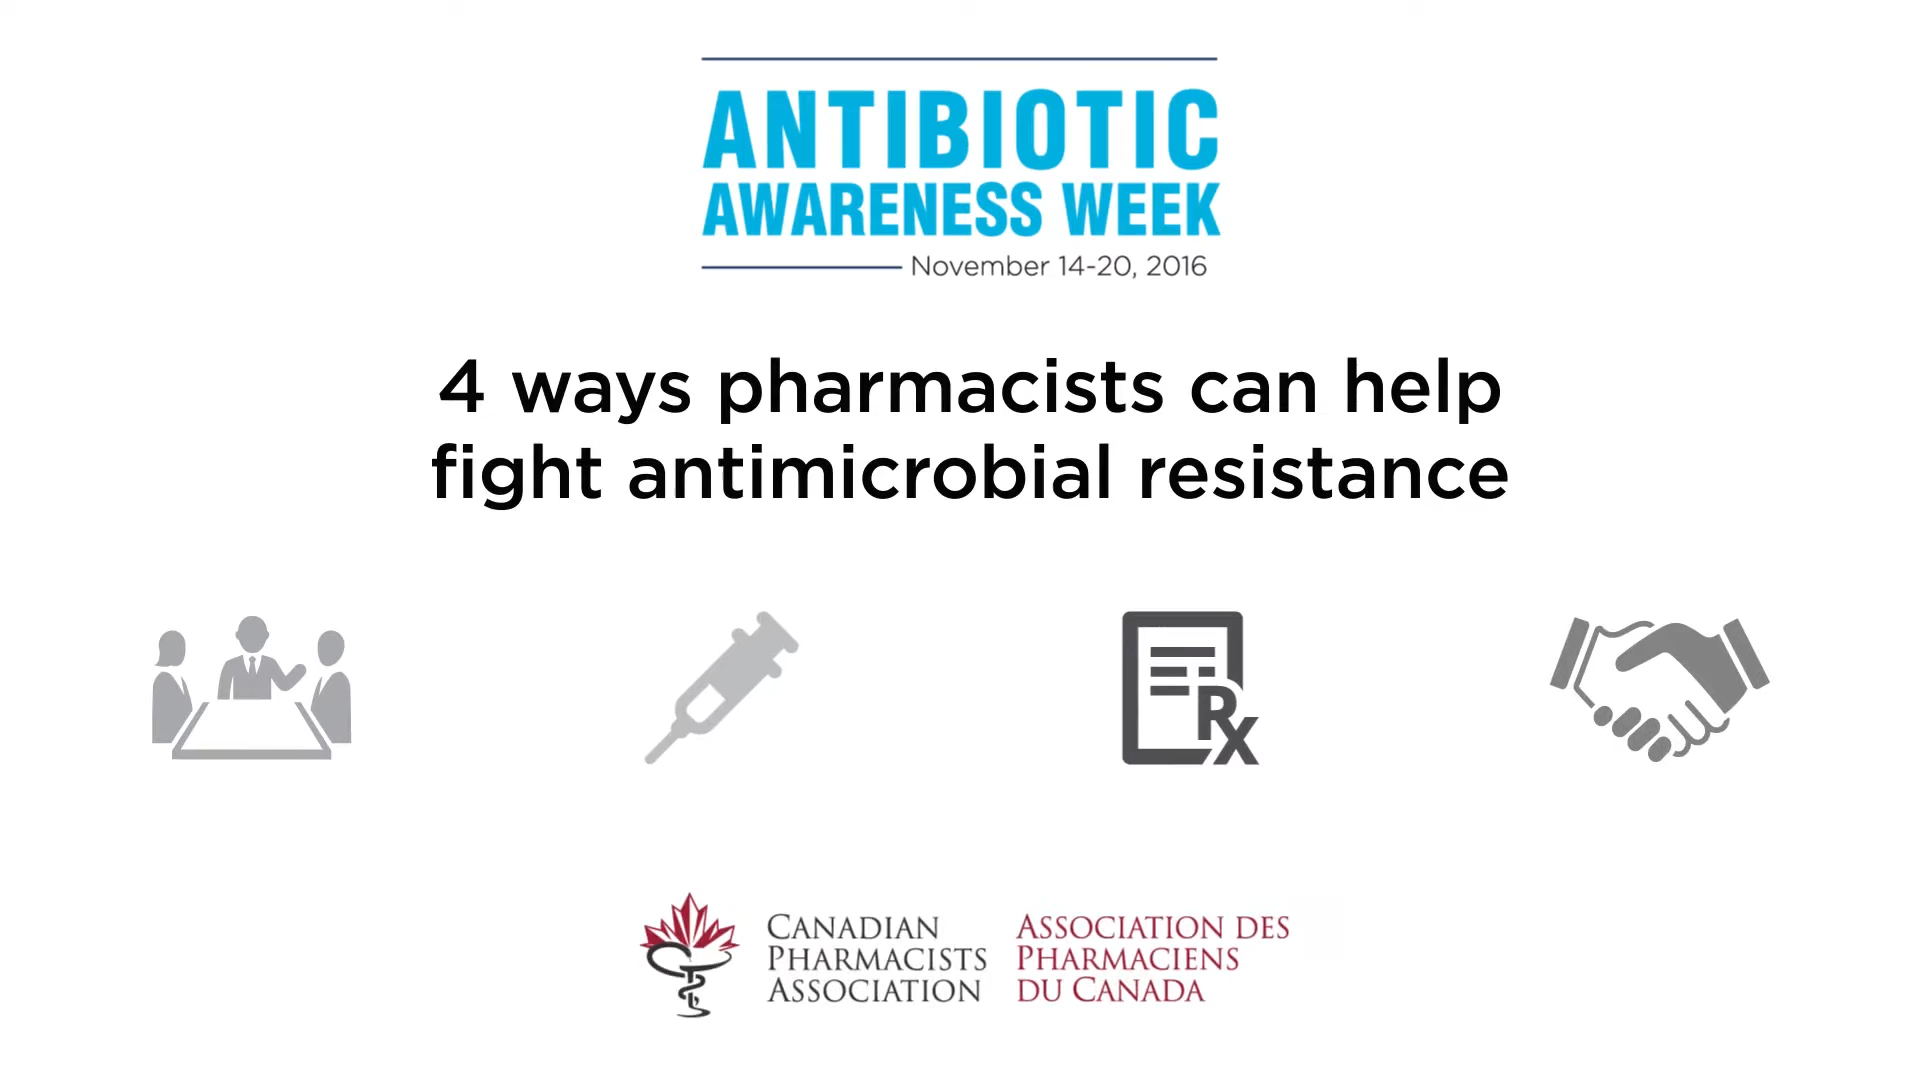 ANTIBIOTIC
AWARENESS WEEK
November 14-20, 2016
4 ways pharmacists can help
fight antimicrobial resistance
Rx
CANADIAN
PHARMACISTS
ASSOCIATION
ASSOCIATION DES
PHARMACIENS
DU CANADA